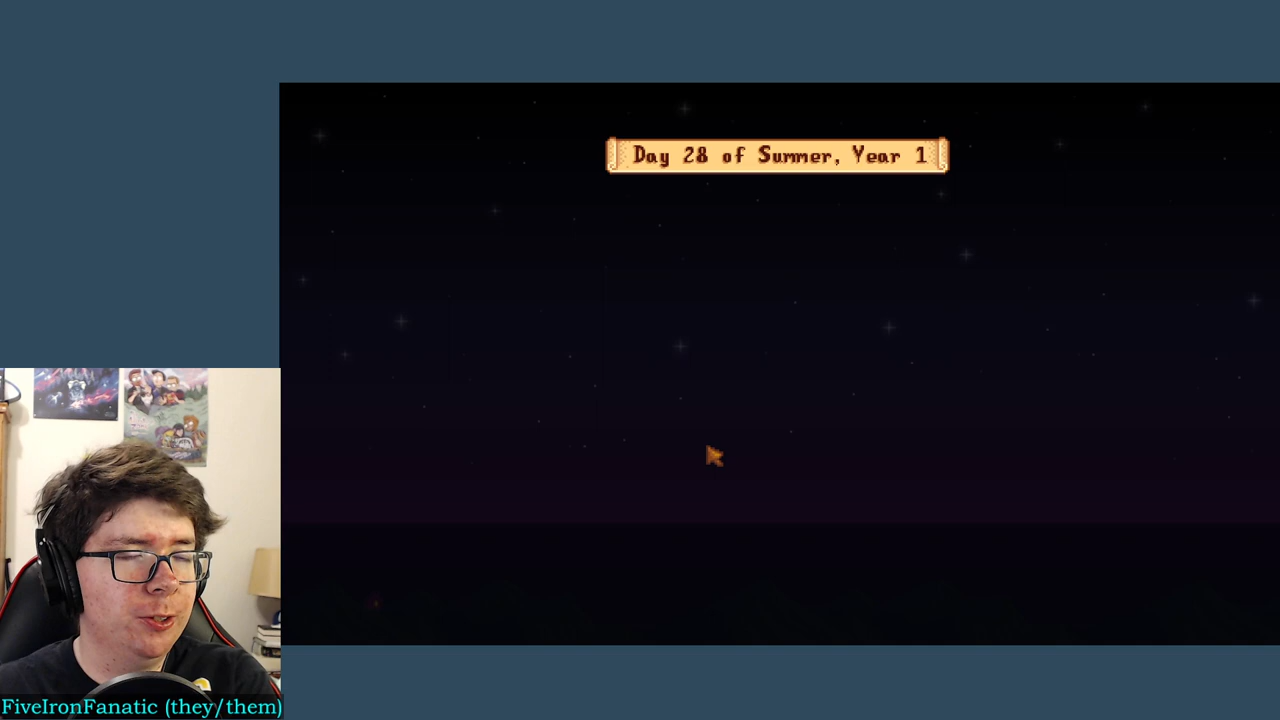 Day 28 of Summer, Year 1
FiveIronFanatic (they/them)